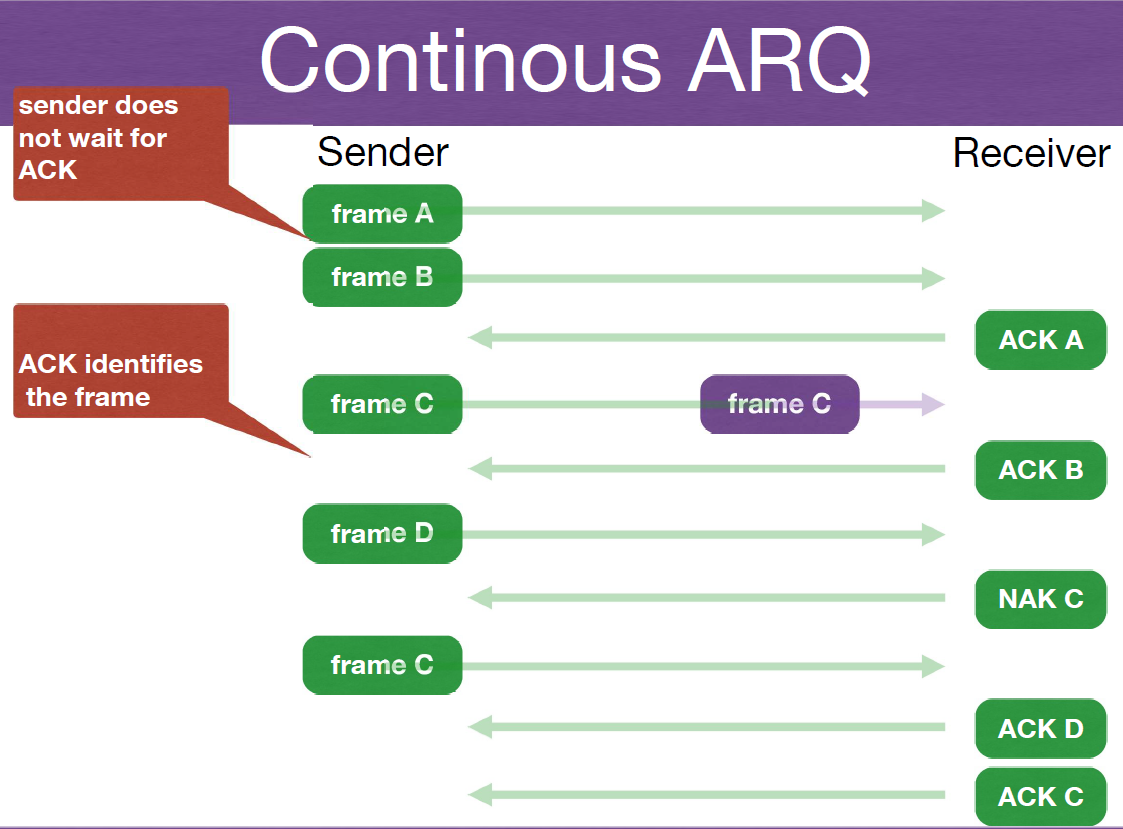 Continous ARQ
sender does
not wait for
ACK
Sender
Receiver
frame A
frame B
ACK A
ACK identifies
the frame
frame C
frame C
ACK B
frame D
NAK C
frame C
ACK D
ACK C